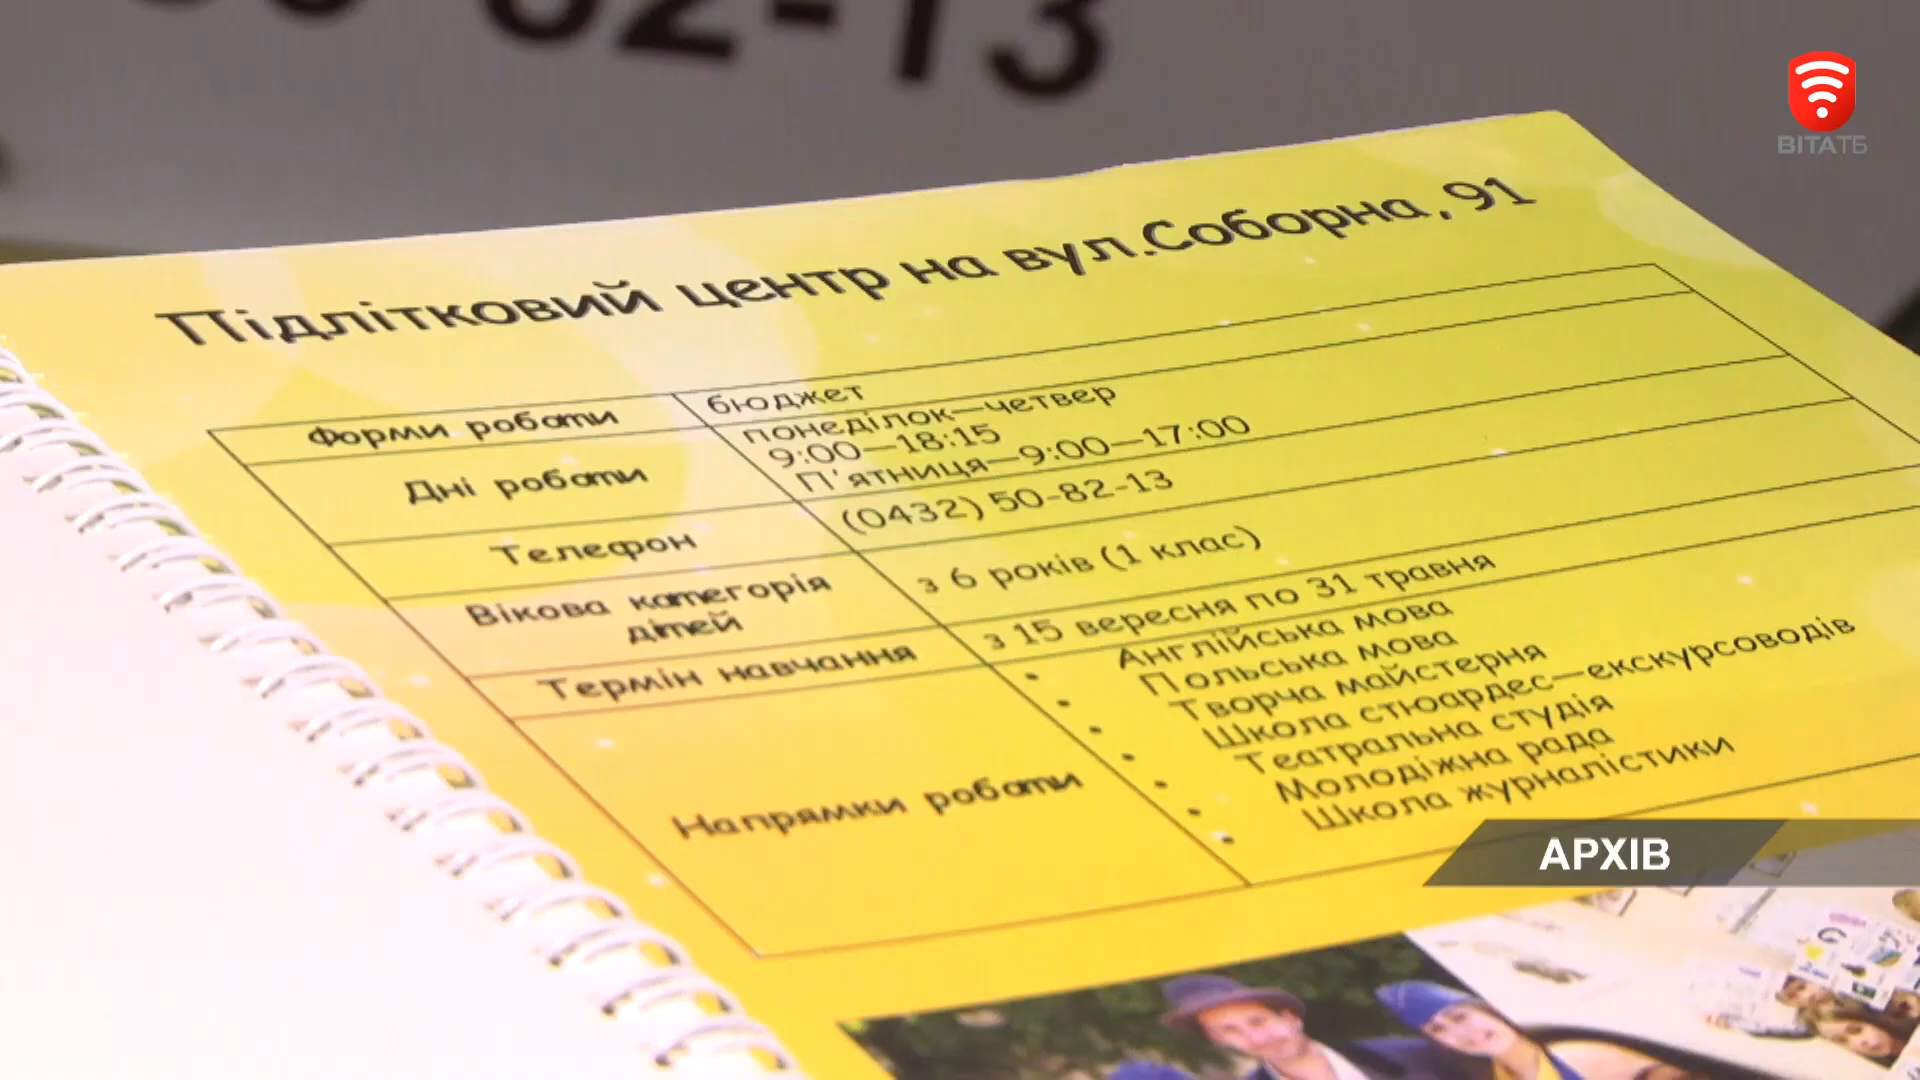 82-13
ВІТАТБ
Підлітковий центр на вул.Соборна, 91
Форми роботи
бюджет
Дні роботи
понеділок—четвер
9:00—18:15
П'ятниця—9:00—17:00
Телефон
(0432) 50-82-13
Вікова категорія
дітей
з 6 років (1 клас)
Термін навчання
з 15 вересня по 31 травня
Напрямки роботи
• Англійська мова
• Польська мова
• Творча майстерня
• Школа стюардес—екскурсоводів
• Театральна студія
• Молодіжна рада
• Школа журналістики
АРХІВ